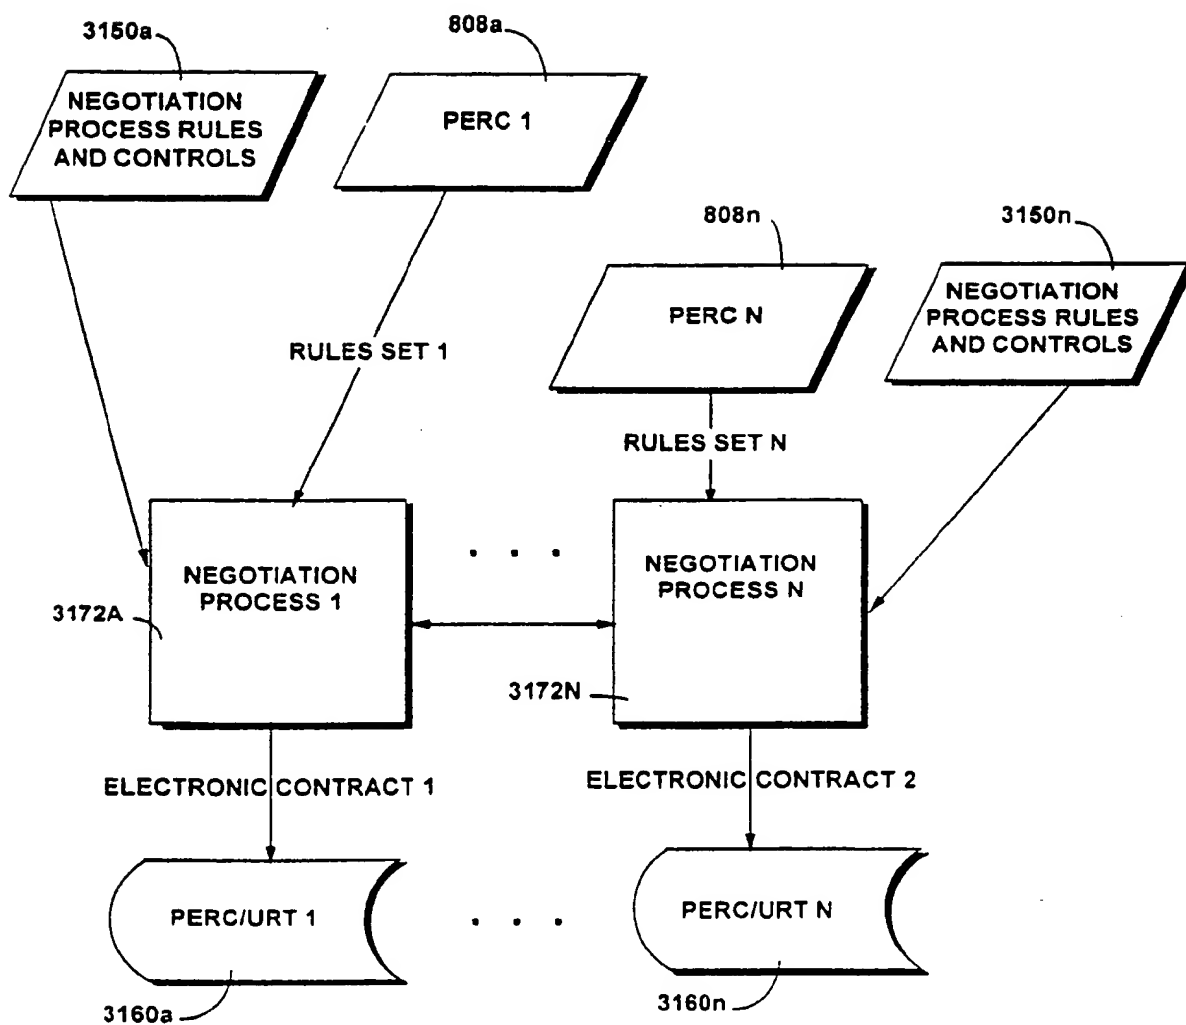 3150a
808a
NEGOTIATION
PROCESS RULES
AND CONTROLS
PERC 1
808n
3150n
PERC N
NEGOTIATION
PROCESS RULES
AND CONTROLS
RULES SET 1
RULES SET N
NEGOTIATION
PROCESS 1
. . .
NEGOTIATION
PROCESS N
3172A
3172N
ELECTRONIC CONTRACT 1
ELECTRONIC CONTRACT 2
PERC/URT 1
. . .
PERC/URT N
3160a
3160n